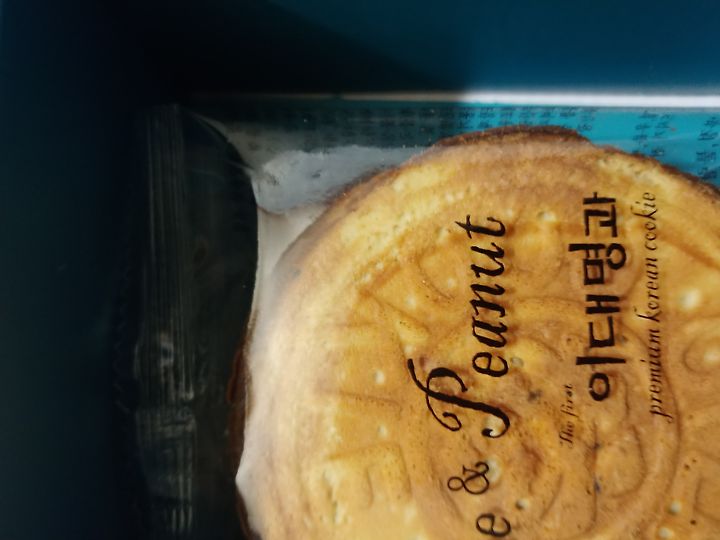 e & Peanut
e
The first
이대명과
premium korean cookie